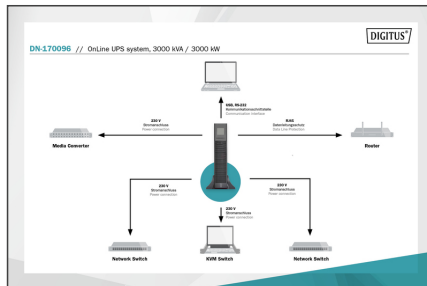 DIGITUS®
DN-170096 // OnLine UPS system, 3000 kVA / 3000 kW
USB, RS-232
Kommunikationsschnittstelle
Communication interface
230 V
Stromanschluss
Power connection
RJ45
Datenleitungsschutz
Data Line Protection
Media Converter
Router
230 V
Stromanschluss
Power connection
230 V
Stromanschluss
Power connection
230 V
Stromanschluss
Power connection
Network Switch
KVM Switch
Network Switch